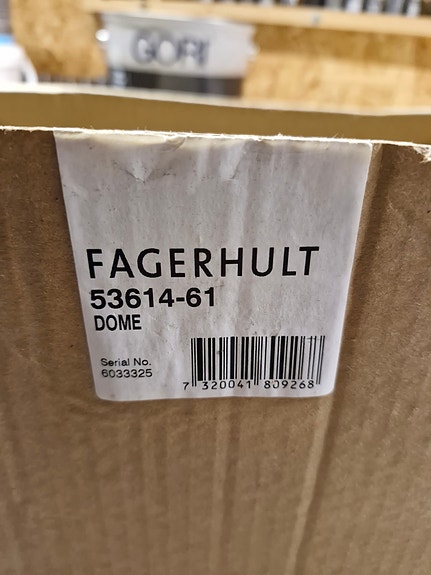 GORI
FAGERHULT
53614-61
DOME
Serial No.
6033325
7 320041 809268